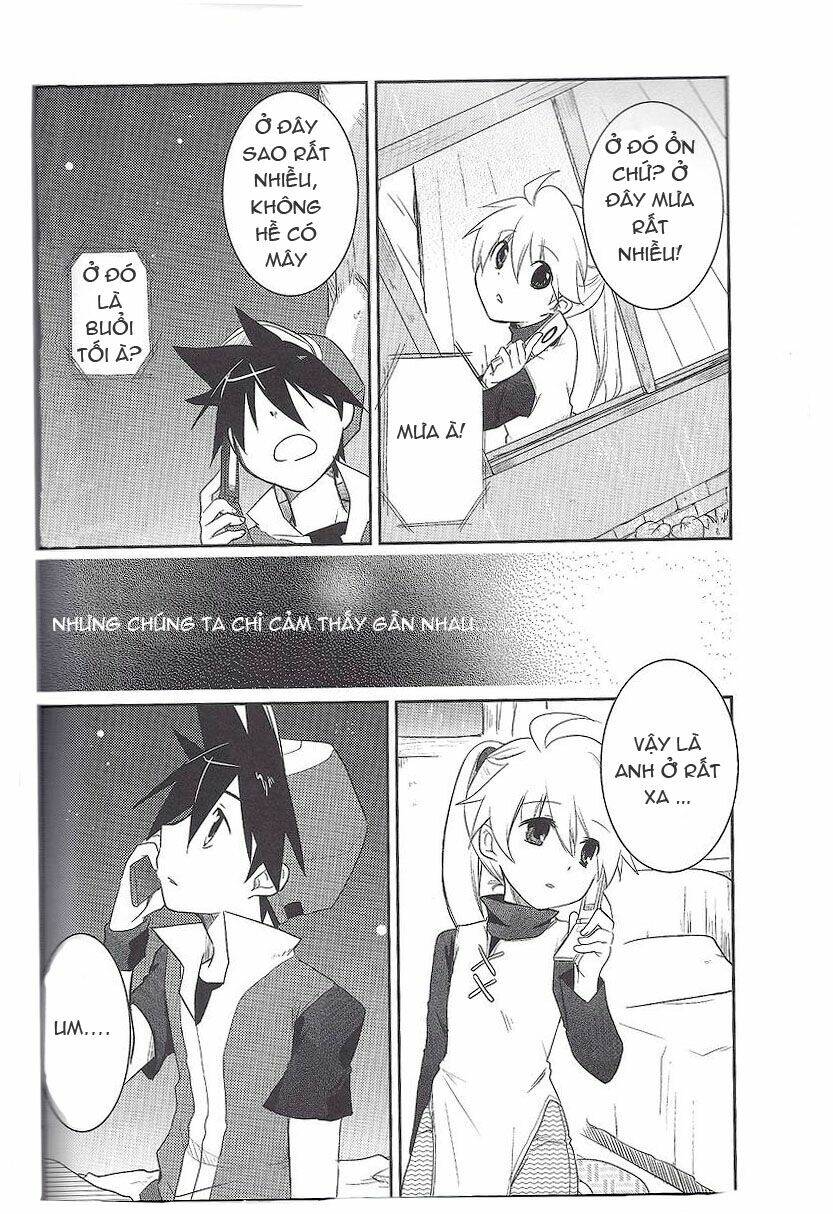 Ở ĐÓ ỔN
CHỨ? Ở
ĐÂY MƯA
RẤT
NHIỀU!
MƯA À!
Ở ĐÂY
SAO RẤT
NHIỀU,
KHÔNG
HỀ CÓ
MÂY
Ở ĐÓ
LÀ
BUỔI
TỐI À?
NHƯNG CHÚNG TA CHỈ CẢM THẤY GẦN NHAU...
VẬY LÀ
ANH Ở RẤT
XA ...
UM....